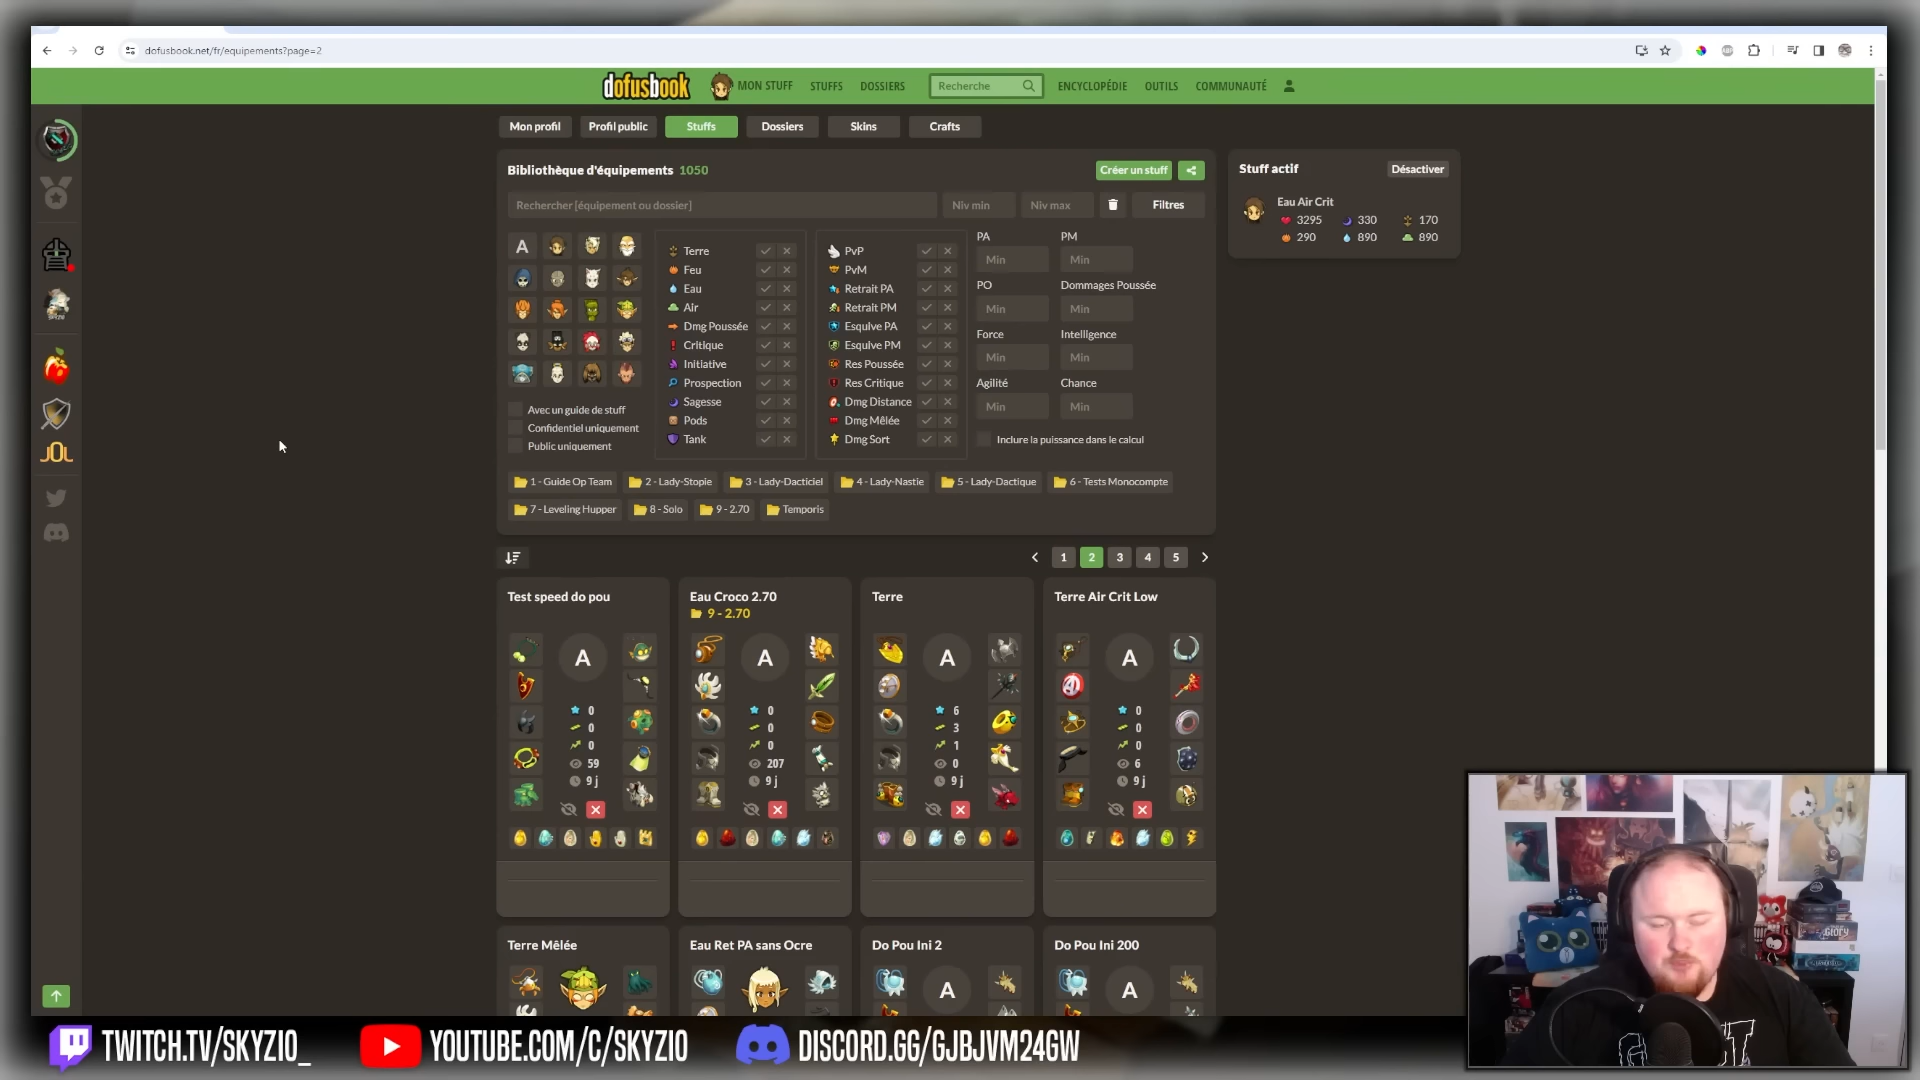 dofusbook.net/fr/equipements?page=2
dofusbook
MON STUFF
STUFFS
DOSSIERS
Recherche
ENCYCLOPÉDIE
OUTILS
COMMUNAUTÉ
Mon profil
Profil public
Stuffs
Dossiers
Skins
Crafts
Bibliothèque d'équipements 1050
Créer un stuff
Rechercher [équipement ou dossier]
Niv min
Niv max
Filtres
A
Avec un guide de stuff
Confidentiel uniquement
Public uniquement
Terre
Feu
Eau
Air
Dmg Poussée
Critique
Initiative
Prospection
Sagesse
Pods
Tank
PvP
PvM
Retrait PA
Retrait PM
Esquive PA
Esquive PM
Res Poussée
Res Critique
Dmg Distance
Dmg Mêlée
Dmg Sort
PA
PM
Min
Min
PO
Dommages Poussée
Min
Min
Force
Intelligence
Min
Min
Agilité
Chance
Min
Min
Inclure la puissance dans le calcul
1 - Guide Op Team
2 - Lady-Stopie
3 - Lady-Dacticiel
4 - Lady-Nastie
5 - Lady-Dactique
6 - Tests Monocompte
7 - Leveling Hupper
8 - Solo
9 - 2.70
Temporis
Stuff actif
Désactiver
Eau Air Crit
3295
330
170
290
890
890
JOL
1
2
3
4
5
Test speed do pou
A
0
0
0
59
9 j
Eau Croco 2.70
9 - 2.70
A
0
0
0
207
9 j
Terre
A
6
3
1
0
9 j
Terre Air Crit Low
A
0
0
0
6
9 j
Terre Mêlée
Eau Ret PA sans Ocre
Do Pou Ini 2
A
Do Pou Ini 200
A
TWITCH.TV/SKYZIO_
YOUTUBE.COM/C/SKYZIO
DISCORD.GG/GJBJVM24GW